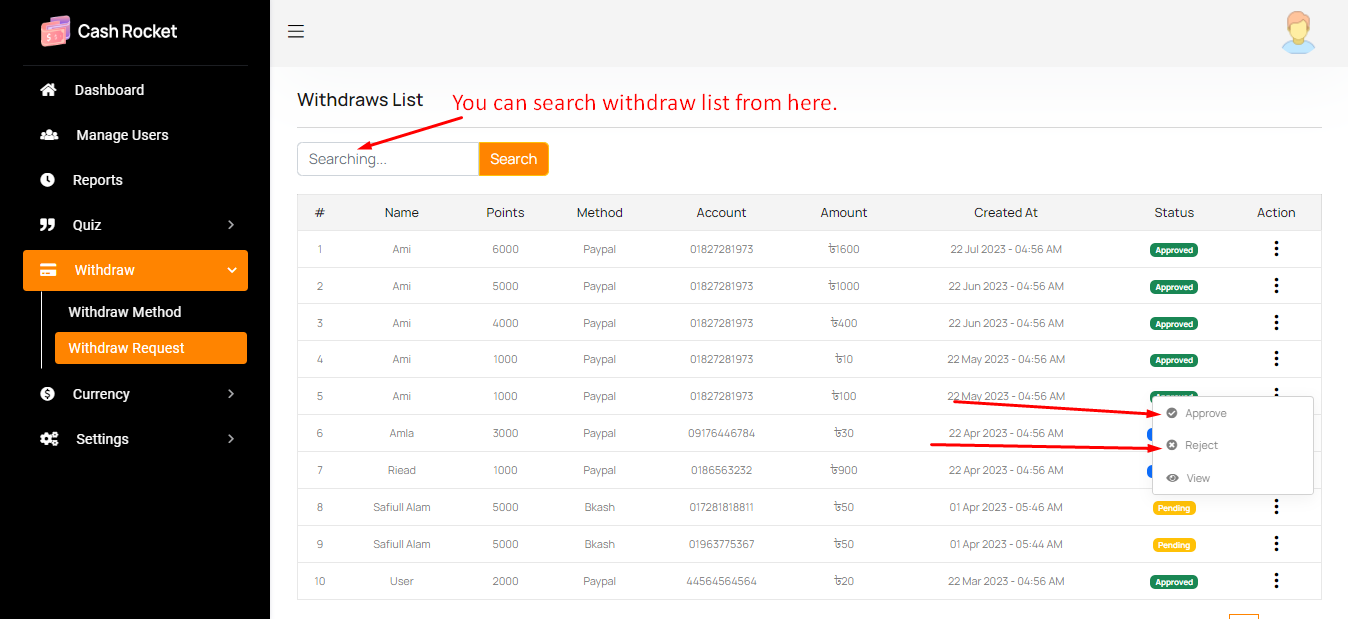 Cash Rocket
Dashboard
Manage Users
Reports
Quiz
Withdraw
Withdraw Method
Withdraw Request
Currency
Settings
Withdraws List
You can search withdraw list from here.
Searching... Search
# Name Points Method Account Amount Created At Status Action
1 Ami 6000 Paypal 01827281973 ৳1600 22 Jul 2023 - 04:56 AM Approved
2 Ami 5000 Paypal 01827281973 ৳1000 22 Jun 2023 - 04:56 AM Approved
3 Ami 4000 Paypal 01827281973 ৳400 22 Jun 2023 - 04:56 AM Approved
4 Ami 1000 Paypal 01827281973 ৳10 22 May 2023 - 04:56 AM Approved
5 Ami 1000 Paypal 01827281973 ৳100 22 May 2023 - 04:56 AM
Approve
6 Amla 3000 Paypal 09176446784 ৳30 22 Apr 2023 - 04:56 AM
Reject
7 Riead 1000 Paypal 0186563232 ৳900 22 Apr 2023 - 04:56 AM
View
8 Safiull Alam 5000 Bkash 017281818811 ৳50 01 Apr 2023 - 05:46 AM Pending
9 Safiull Alam 5000 Bkash 01963775367 ৳50 01 Apr 2023 - 05:44 AM Pending
10 User 2000 Paypal 44564564564 ৳20 22 Mar 2023 - 04:56 AM Approved